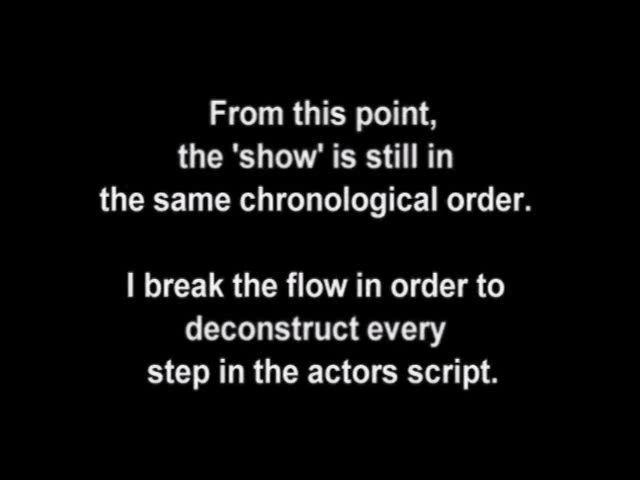 From this point,
the 'show' is still in
the same chronological order.
I break the flow in order to
deconstruct every
step in the actors script.